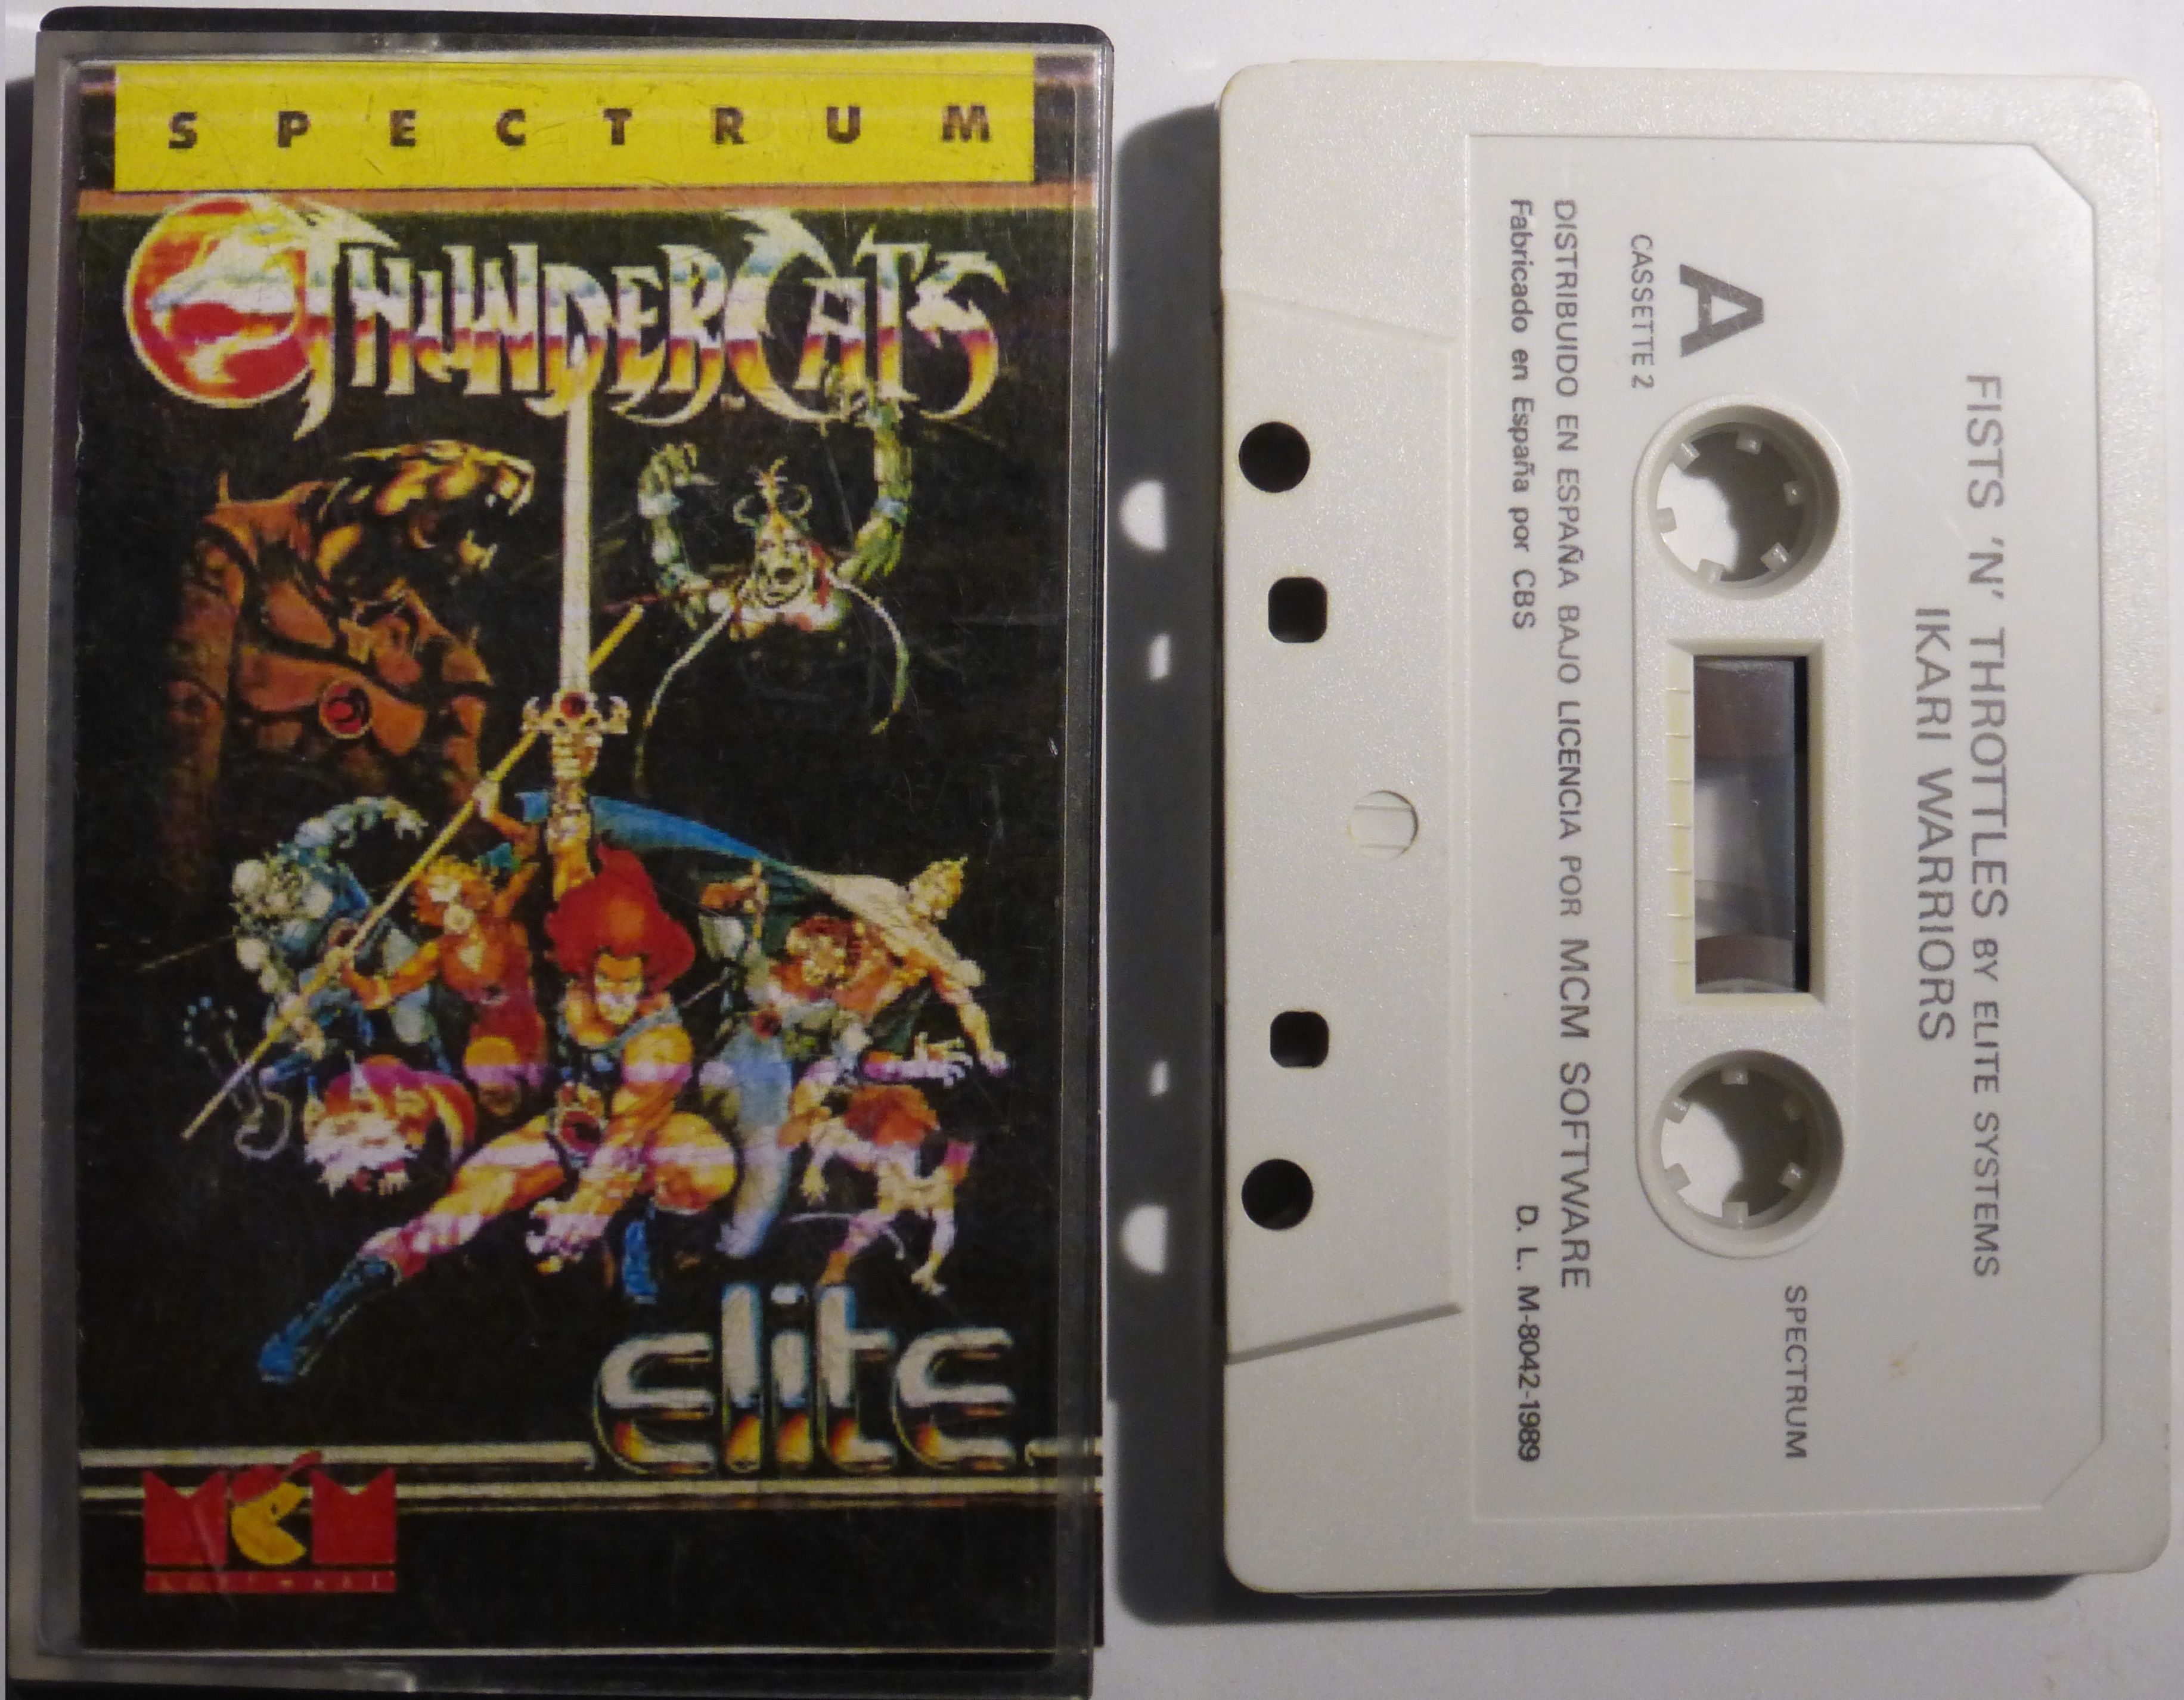 SPECTRUM
THUNDERCATS
elite
MCM
SOFTWARE
FISTS 'N' THROTTLES BY ELITE SYSTEMS
IKARI WARRIORS
SPECTRUM
A
CASSETTE 2
DISTRIBUIDO EN ESPAÑA BAJO LICENCIA POR MCM SOFTWARE
Fabricado en España por CBS D. L. M-8042-1989